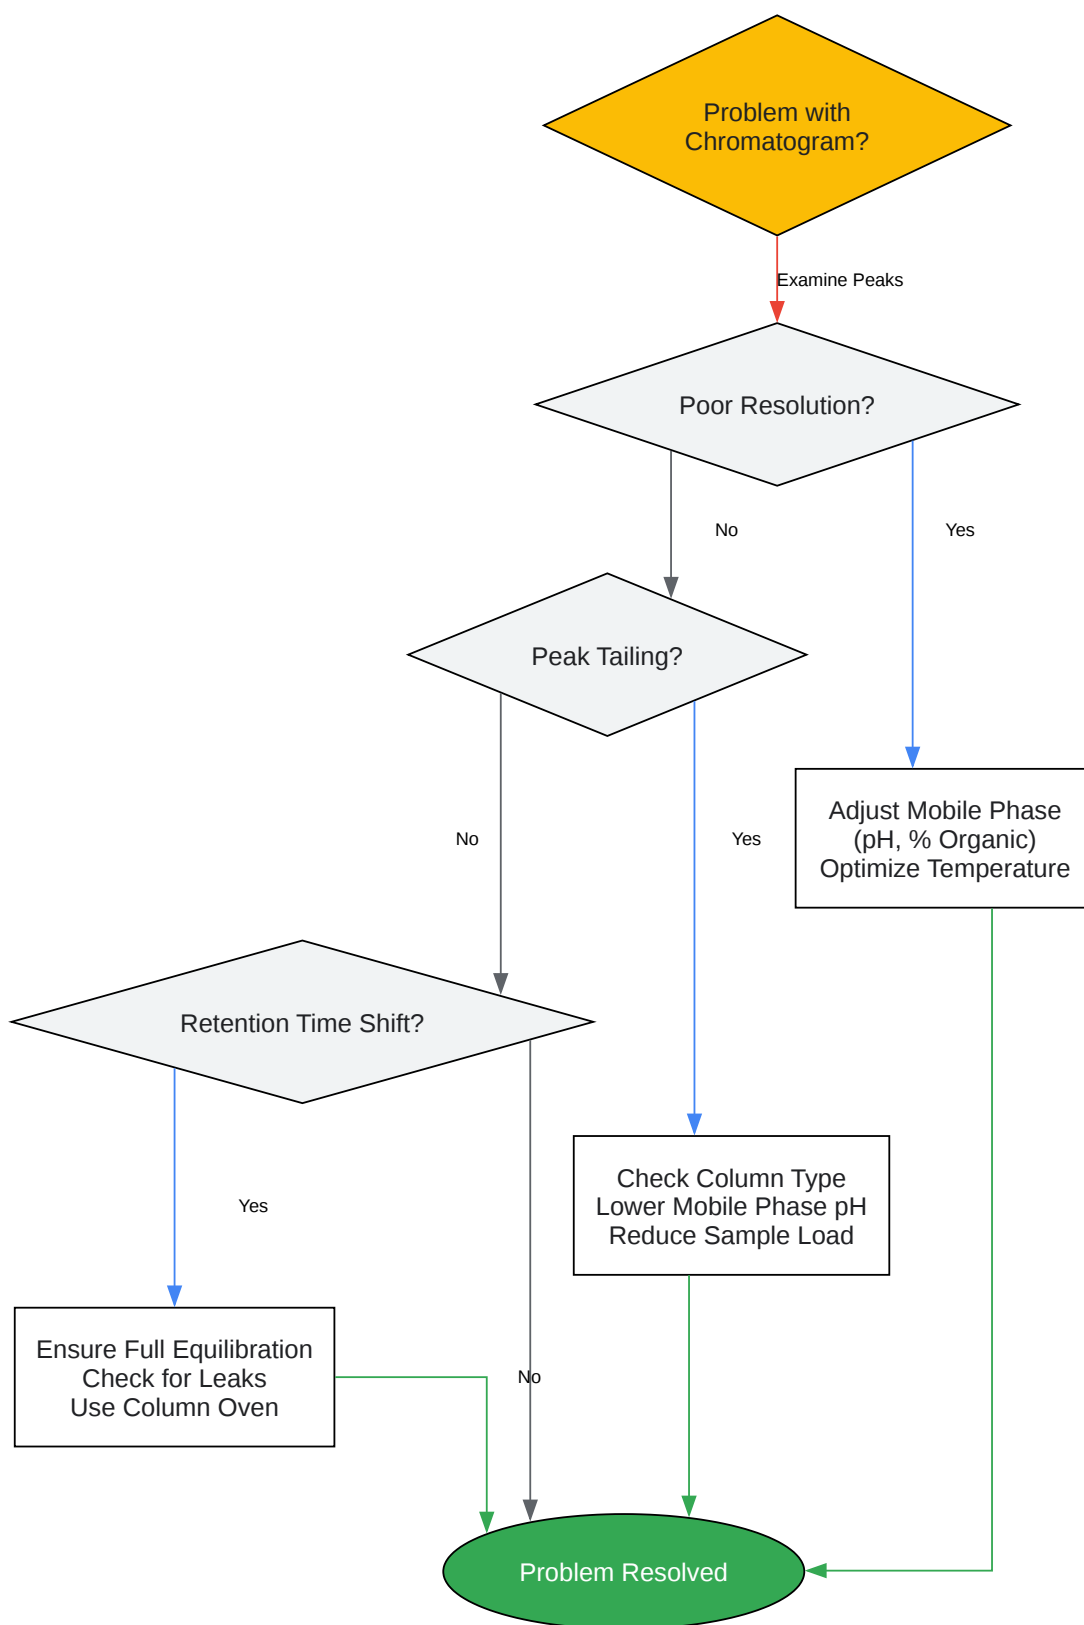 Problem with
Chromatogram?
Examine Peaks
Poor Resolution?
No
Yes
Peak Tailing?
No
Yes
Adjust Mobile Phase
(pH, % Organic)
Optimize Temperature
Retention Time Shift?
Yes
Check Column Type
Lower Mobile Phase pH
Reduce Sample Load
Ensure Full Equilibration
Check for Leaks
Use Column Oven
No
Problem Resolved